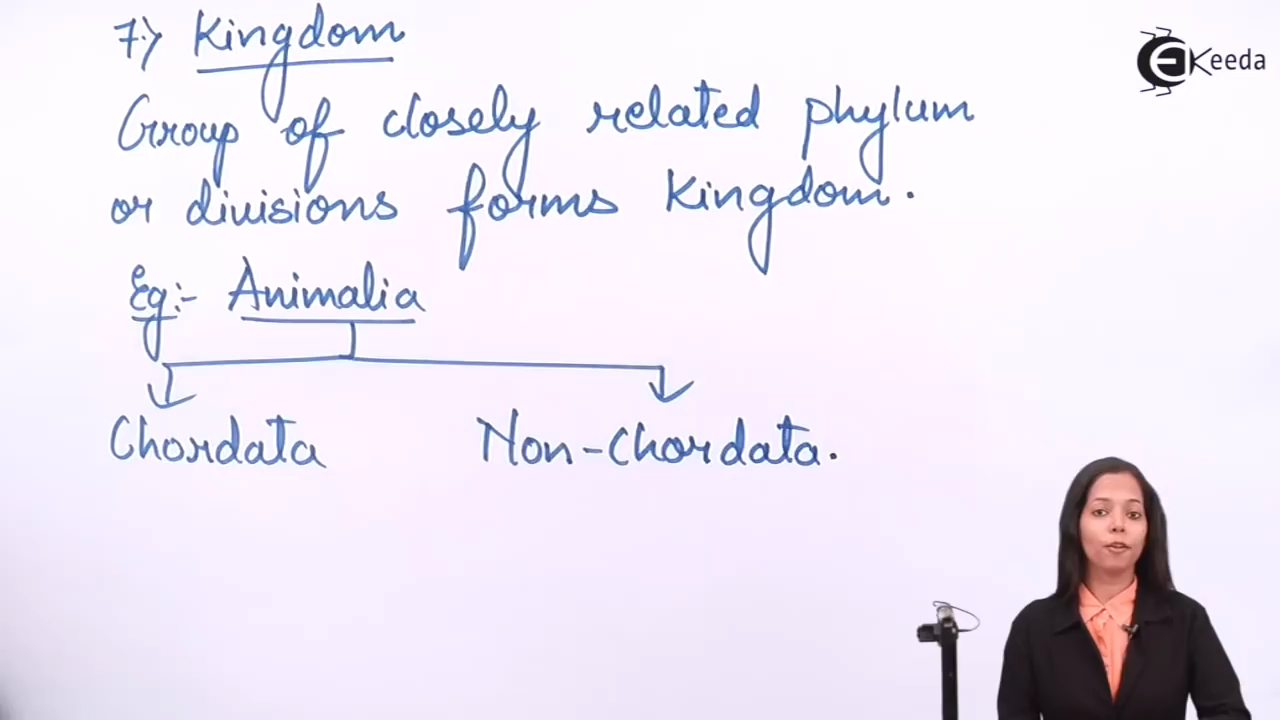 7.) Kingdom
Group of closely related phylum
or divisions forms Kingdom.
Eg:- Animalia
Chordata Non-Chordata.
EKeeda